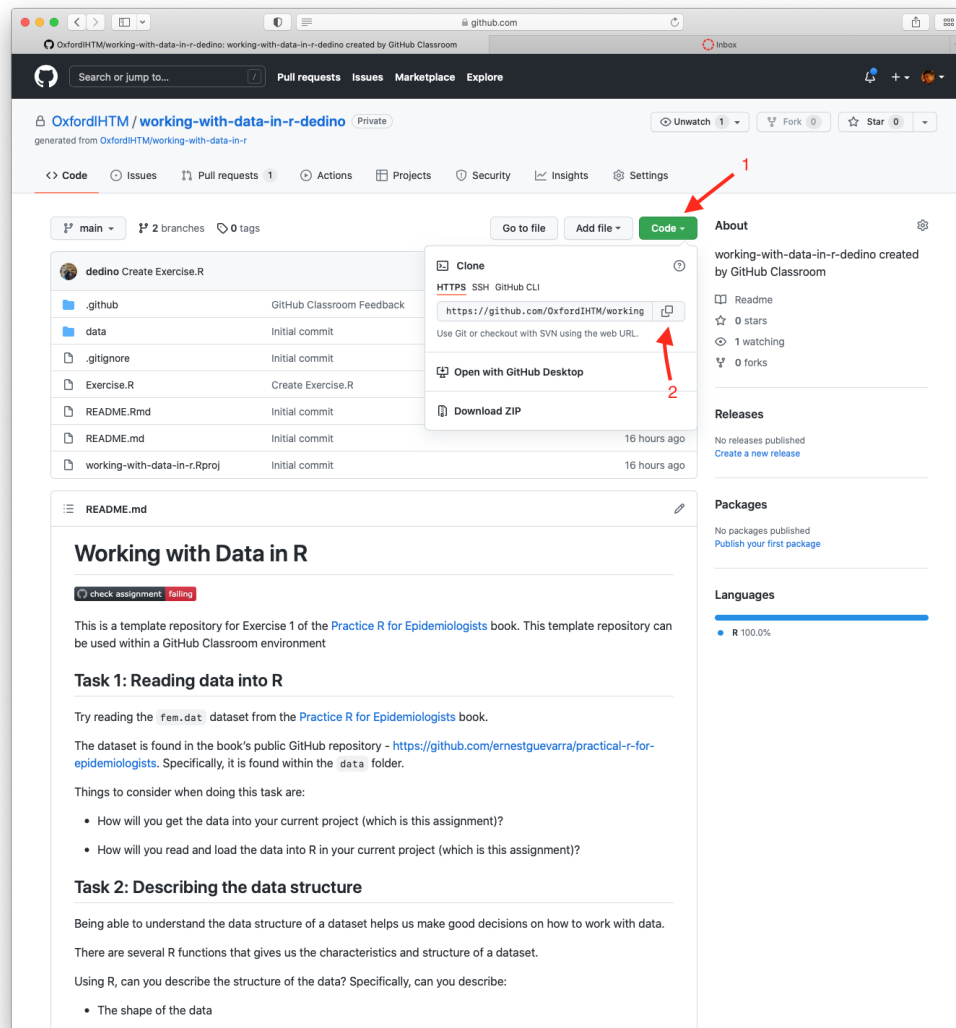 github.com
OxfordIHTM/working-with-data-in-r-dedino: working-with-data-in-r-dedino created by GitHub Classroom
Inbox
Search or jump to...
/
Pull requests Issues Marketplace Explore
OxfordIHTM / working-with-data-in-r-dedino Private
Unwatch 1
Fork 0
Star 0
generated from OxfordIHTM/working-with-data-in-r
<> Code
Issues
Pull requests 1
Actions
Projects
Security
Insights
Settings
1
main
2 branches
0 tags
Go to file
Add file
Code
dedino Create Exercise.R
.github GitHub Classroom Feedback
data Initial commit
.gitignore Initial commit
Exercise.R Create Exercise.R
README.Rmd Initial commit
README.md Initial commit 16 hours ago
working-with-data-in-r.Rproj Initial commit 16 hours ago
Clone
HTTPS SSH GitHub CLI
https://github.com/OxfordIHTM/working
Use Git or checkout with SVN using the web URL.
Open with GitHub Desktop
2
Download ZIP
About
working-with-data-in-r-dedino created
by GitHub Classroom
Readme
0 stars
1 watching
0 forks
Releases
No releases published
Create a new release
Packages
No packages published
Publish your first package
Languages
R 100.0%
README.md
Working with Data in R
check assignment failing
This is a template repository for Exercise 1 of the Practice R for Epidemiologists book. This template repository can
be used within a GitHub Classroom environment
Task 1: Reading data into R
Try reading the fem.dat dataset from the Practice R for Epidemiologists book.
The dataset is found in the book's public GitHub repository - https://github.com/ernestguevarra/practical-r-for-
epidemiologists. Specifically, it is found within the data folder.
Things to consider when doing this task are:
• How will you get the data into your current project (which is this assignment)?
• How will you read and load the data into R in your current project (which is this assignment)?
Task 2: Describing the data structure
Being able to understand the data structure of a dataset helps us make good decisions on how to work with data.
There are several R functions that gives us the characteristics and structure of a dataset.
Using R, can you describe the structure of the data? Specifically, can you describe:
• The shape of the data